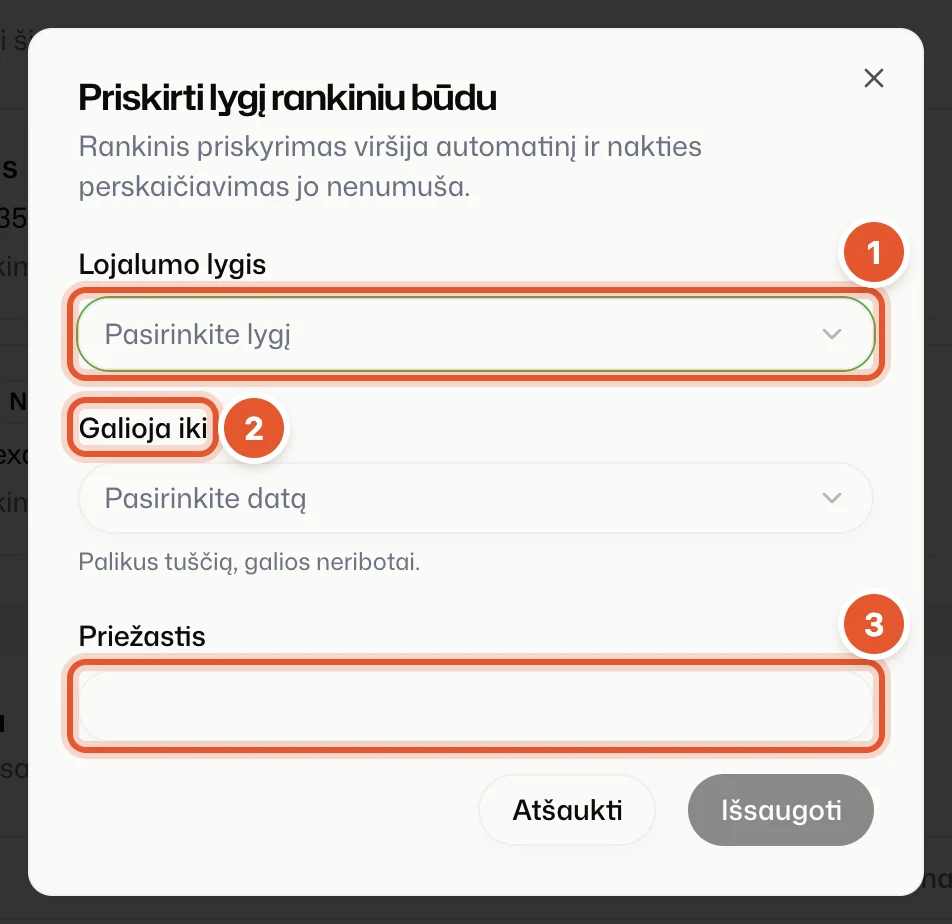 Priskirti lygį rankiniu būdu
Rankinis priskyrimas viršija automatinį ir nakties
perskaičiavimas jo nenumuša.
Lojalumo lygis
1
Pasirinkite lygį
Galioja iki
2
Pasirinkite datą
Palikus tuščią, galios neribotai.
Priežastis
3
Atšaukti
Išsaugoti